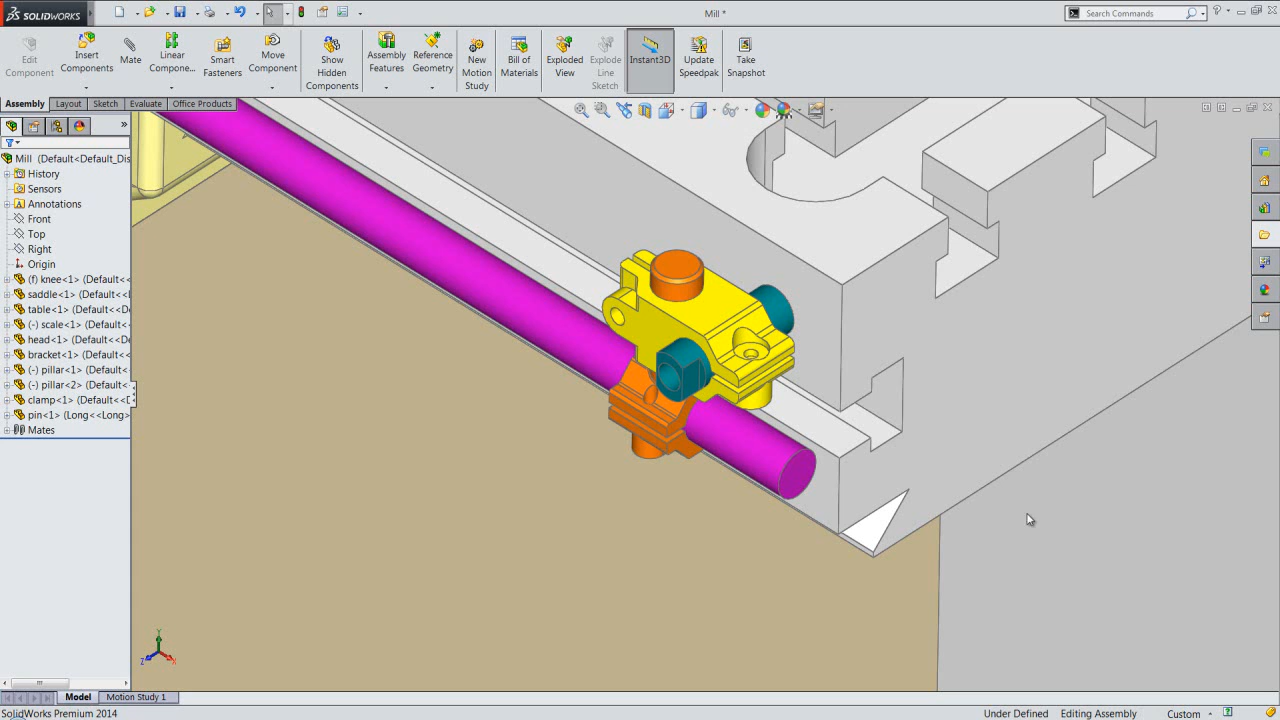 SOLIDWORKS
Mill *
Search Commands
Edit Component
Insert Components
Mate
Linear Compone...
Smart Fasteners
Move Component
Show Hidden Components
Assembly Features
Reference Geometry
New Motion Study
Bill of Materials
Exploded View
Explode Line Sketch
Instant3D
Update Speedpak
Take Snapshot
Assembly
Layout
Sketch
Evaluate
Office Products
Mill (Default<Default_Dis
History
Sensors
Annotations
Front
Top
Right
Origin
(f) knee<1> (Default<<
saddle<1> (Default<<D
table<1> (Default<<De
(-) scale<1> (Default<<
head<1> (Default<<De
bracket<1> (Default<<
(-) pillar<1> (Default<
(-) pillar<2> (Default<
clamp<1> (Default<<D
pin<1> (Long<<Long>
Mates
Y
Z
X
Model
Motion Study 1
SolidWorks Premium 2014
Under Defined
Editing Assembly
Custom